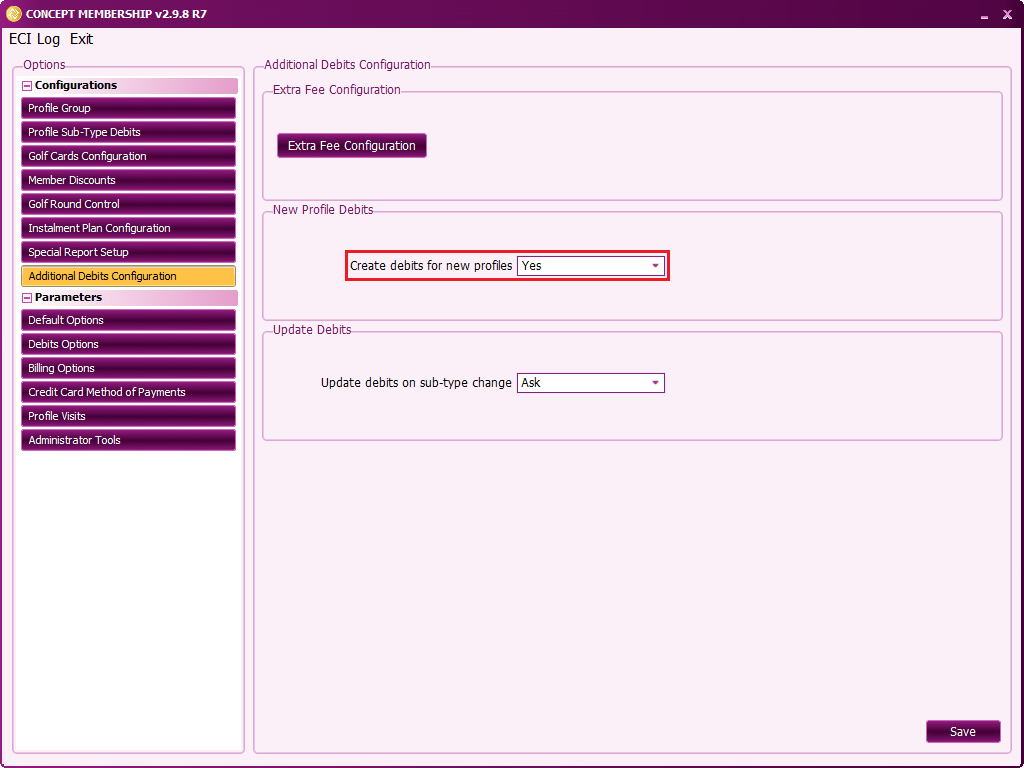 CONCEPT MEMBERSHIP v2.9.8 R7
ECI Log Exit
Options
Configurations
Profile Group
Profile Sub-Type Debits
Golf Cards Configuration
Member Discounts
Golf Round Control
Instalment Plan Configuration
Special Report Setup
Additional Debits Configuration
Parameters
Default Options
Debits Options
Billing Options
Credit Card Method of Payments
Profile Visits
Administrator Tools
Additional Debits Configuration
Extra Fee Configuration
Extra Fee Configuration
New Profile Debits
Create debits for new profiles Yes
Update Debits
Update debits on sub-type change Ask
Save